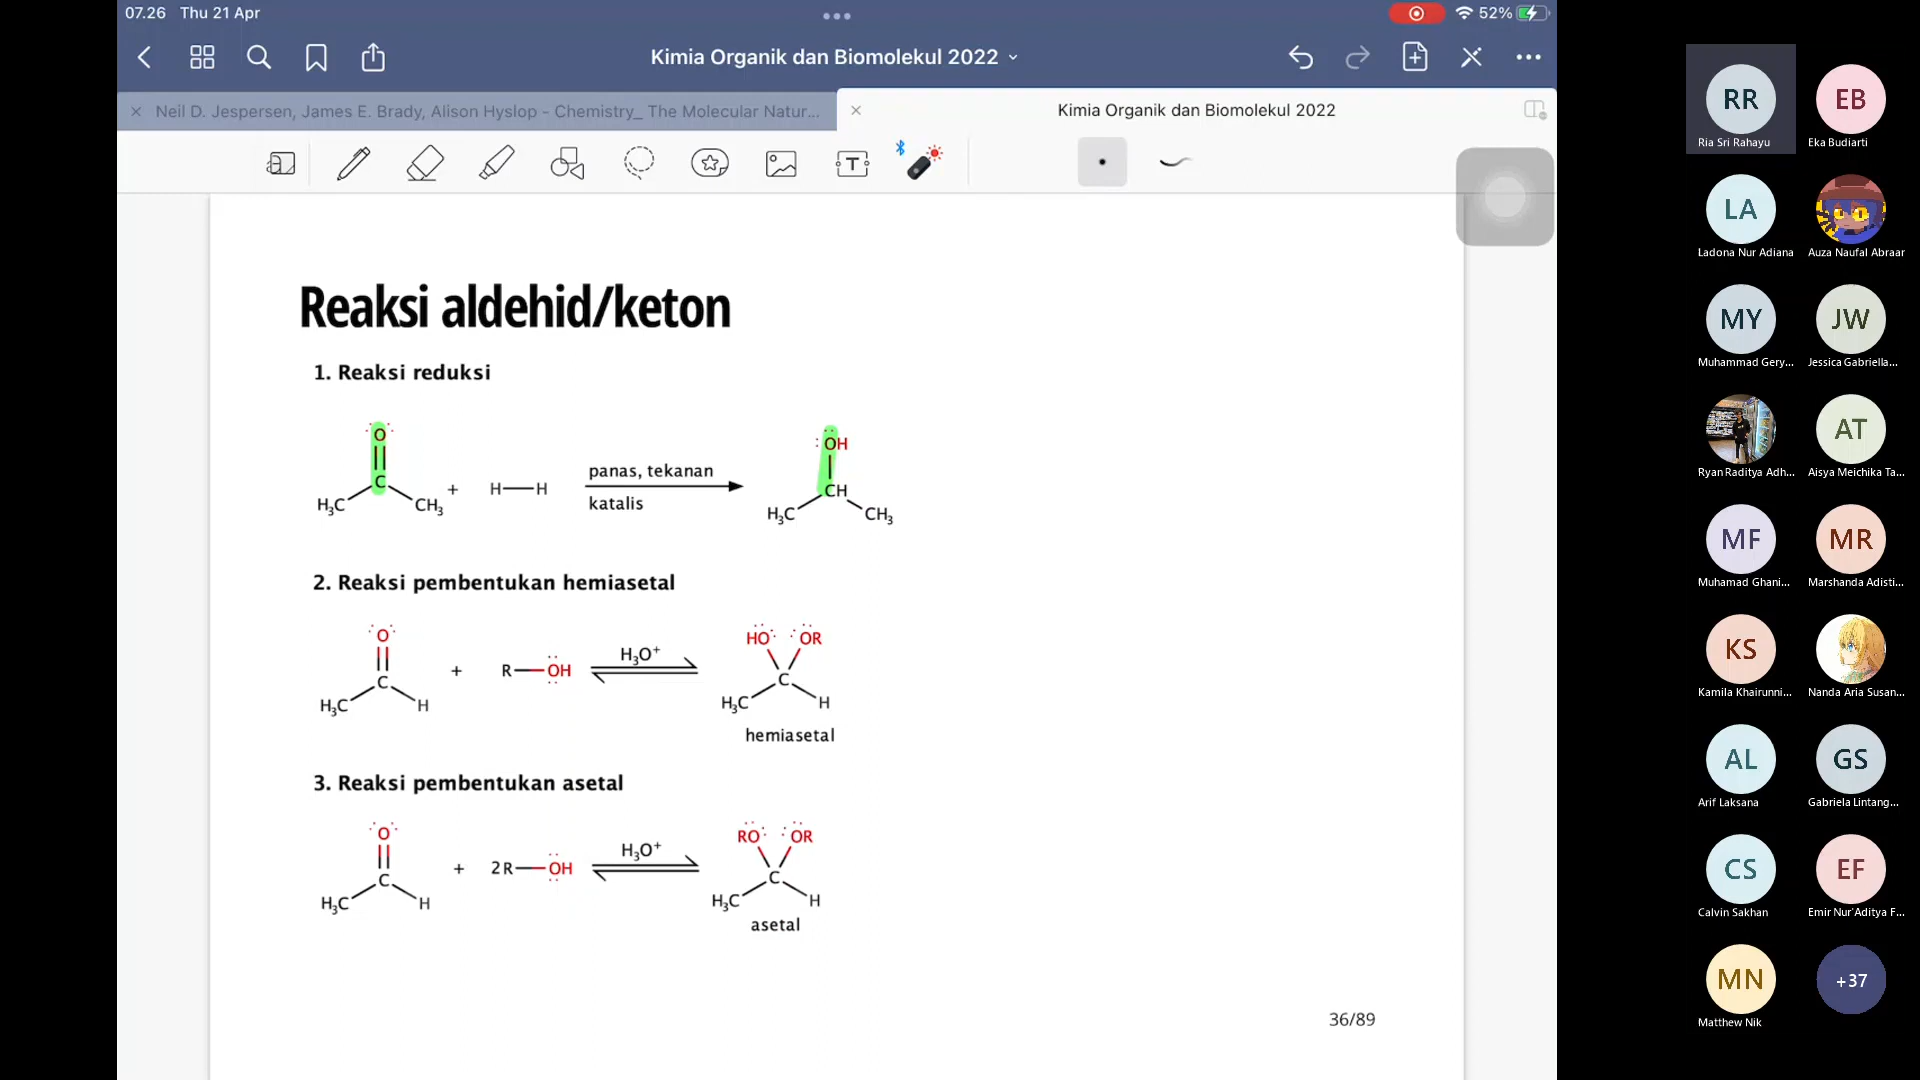 07.26 Thu 21 Apr
52%
Kimia Organik dan Biomolekul 2022
Neil D. Jespersen, James E. Brady, Alison Hyslop - Chemistry_ The Molecular Natur...
Kimia Organik dan Biomolekul 2022
T
Reaksi aldehid/keton
1. Reaksi reduksi
O
C
H₃C
CH₃
+
H—H
panas, tekanan
katalis
OH
CH
H₃C
CH₃
2. Reaksi pembentukan hemiasetal
O
C
H₃C
H
+
R—OH
H₃O⁺
HO OR
C
H₃C
H
hemiasetal
3. Reaksi pembentukan asetal
O
C
H₃C
H
+
2R—OH
H₃O⁺
RO OR
C
H₃C
H
asetal
36/89
RR
Ria Sri Rahayu
EB
Eka Budiarti
LA
Ladona Nur Adiana
Auza Naufal Abraar
MY
Muhammad Gery...
JW
Jessica Gabriella...
Ryan Raditya Adh...
AT
Aisya Meichika Ta...
MF
Muhamad Ghani...
MR
Marshanda Adisti...
KS
Kamila Khairunni...
Nanda Aria Susan...
AL
Arif Laksana
GS
Gabriela Lintang...
CS
Calvin Sakhan
EF
Emir Nur'Aditya F...
MN
Matthew Nik
+37